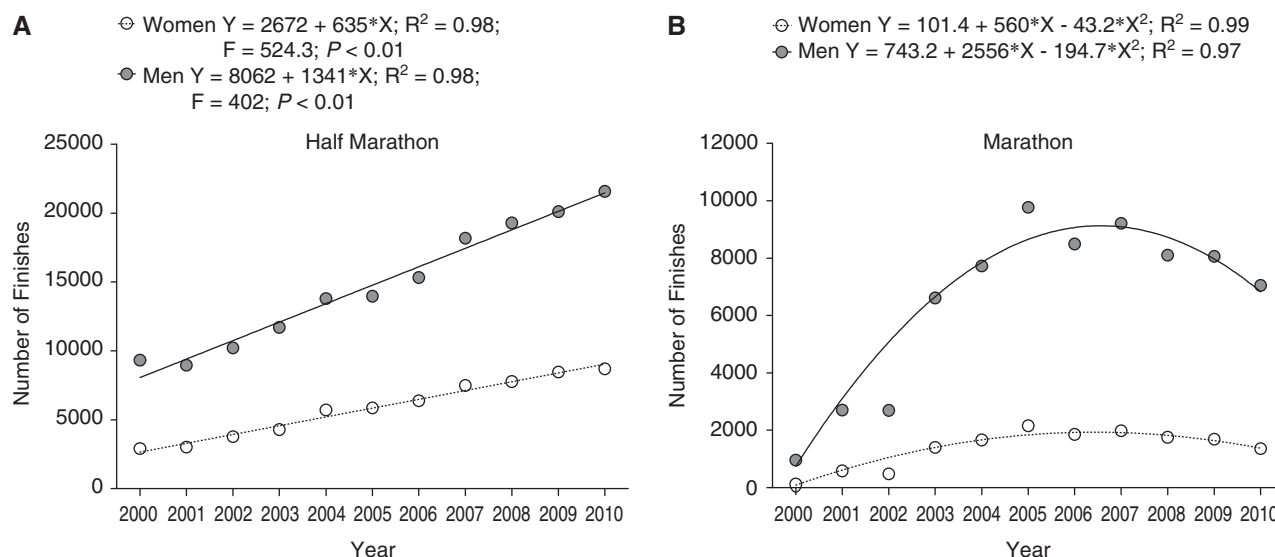 A
Women Y = 2672 + 635*X; R² = 0.98;
F = 524.3; P < 0.01
Men Y = 8062 + 1341*X; R² = 0.98;
F = 402; P < 0.01
Half Marathon
Number of Finishes
25000
20000
15000
10000
5000
0
2000 2001 2002 2003 2004 2005 2006 2007 2008 2009 2010
Year
B
Women Y = 101.4 + 560*X - 43.2*X²; R² = 0.99
Men Y = 743.2 + 2556*X - 194.7*X²; R² = 0.97
Marathon
Number of Finishes
12000
10000
8000
6000
4000
2000
0
2000 2001 2002 2003 2004 2005 2006 2007 2008 2009 2010
Year